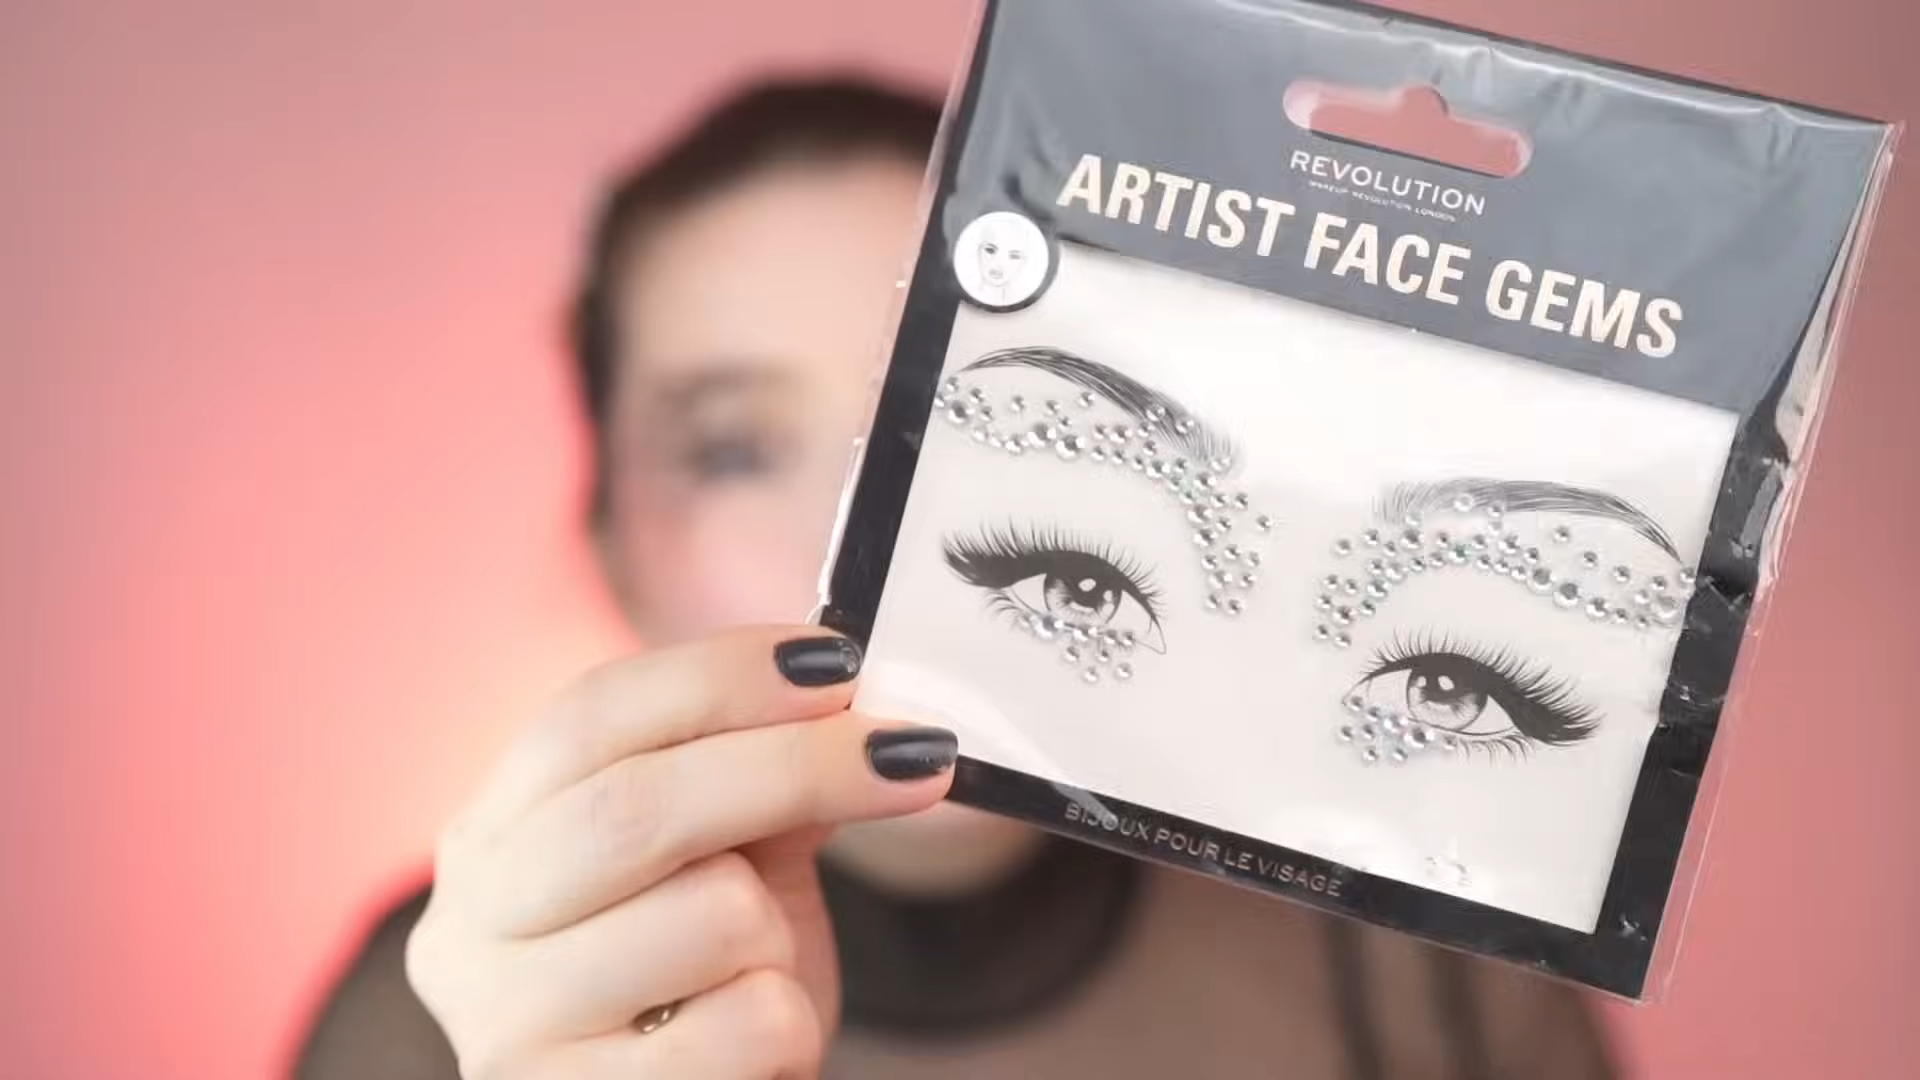 REVOLUTION
MAKEUP REVOLUTION LONDON
ARTIST FACE GEMS
BIJOUX POUR LE VISAGE